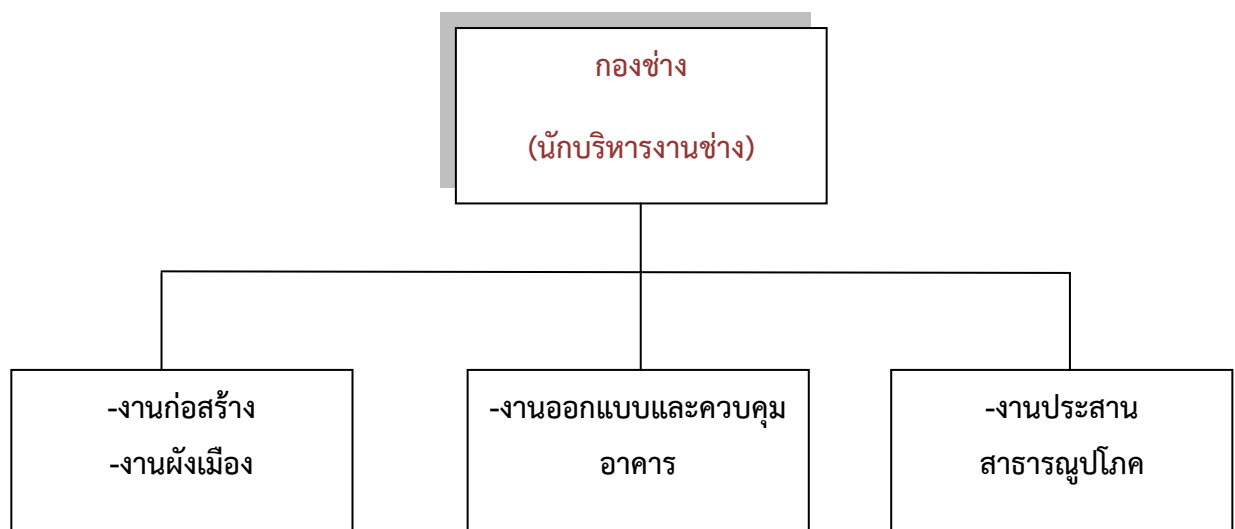 กองช่าง
(นักบริหารงานช่าง)
-งานก่อสร้าง
-งานผังเมือง
-งานออกแบบและควบคุม
อาคาร
-งานประสาน
สาธารณูปโภค